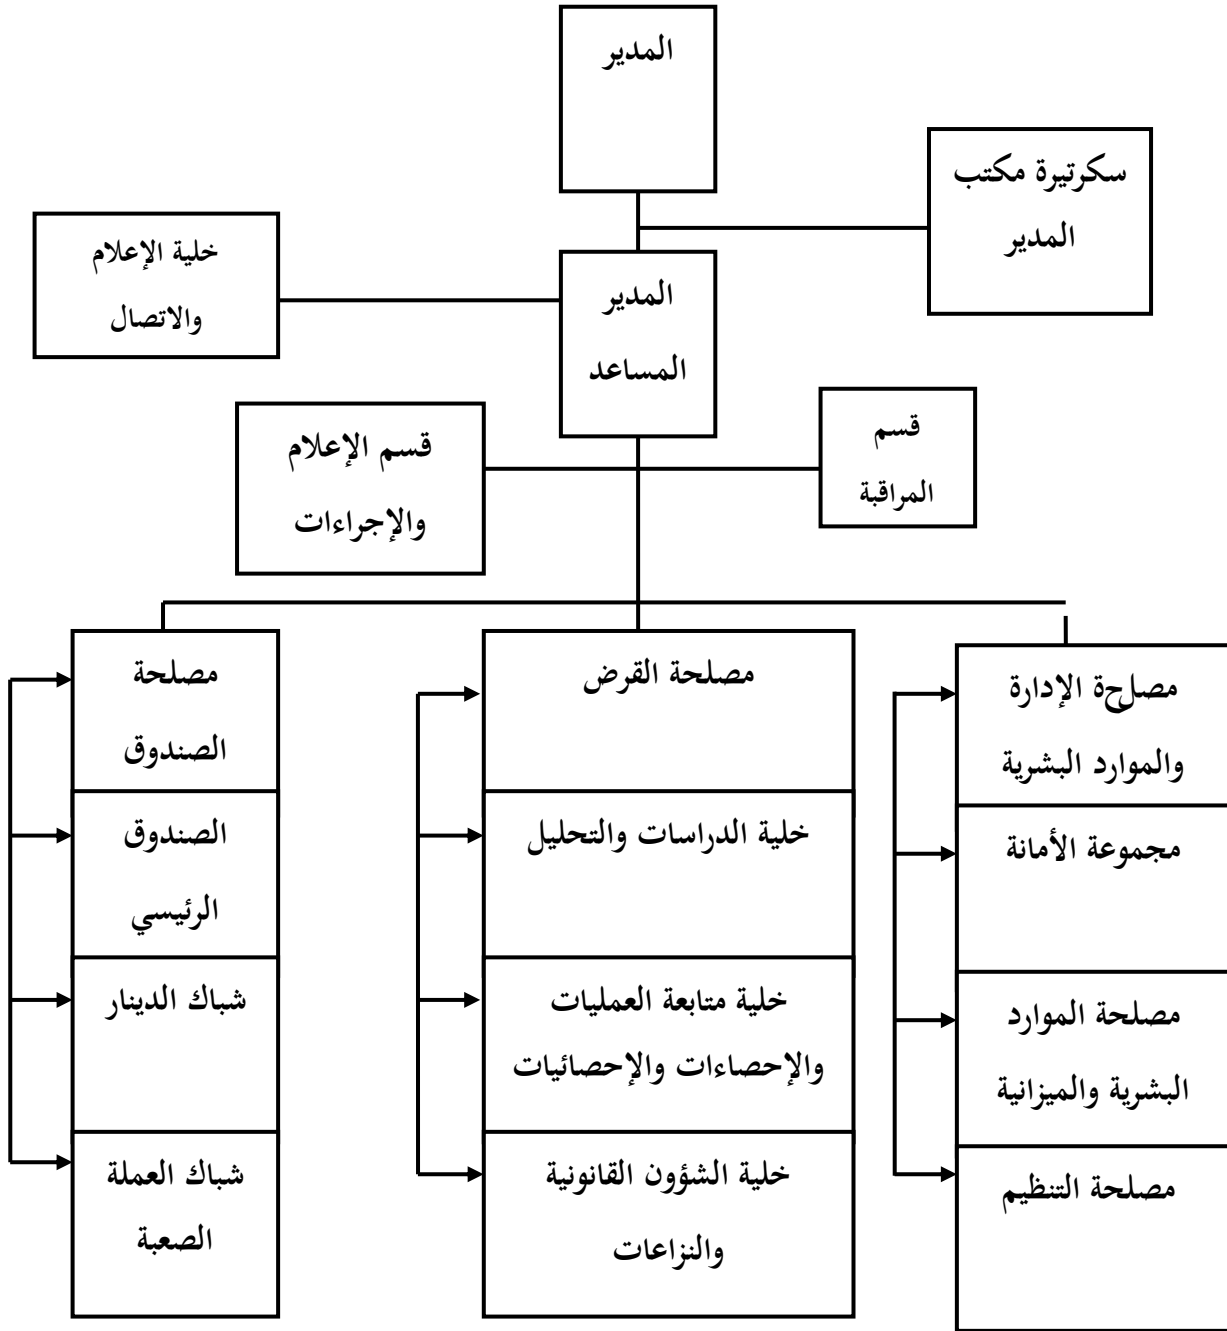 المدير
سكرتيرة مكتب
المدير
خلية الإعلام
والاتصال
المدير
المساعد
قسم
المراقبة
قسم الإعلام
والإجراءات
مصلحة الإدارة
والموارد البشرية
مجموعة الأمانة
مصلحة الموارد
البشرية والميزانية
مصلحة التنظيم
مصلحة القرض
خلية الدراسات والتحليل
خلية متابعة العمليات
والإحصاءات والإحصائيات
خلية الشؤون القانونية
والنزاعات
مصلحة
الصندوق
الصندوق
الرئيسي
شباك الدينار
شباك العملة
الصعبة